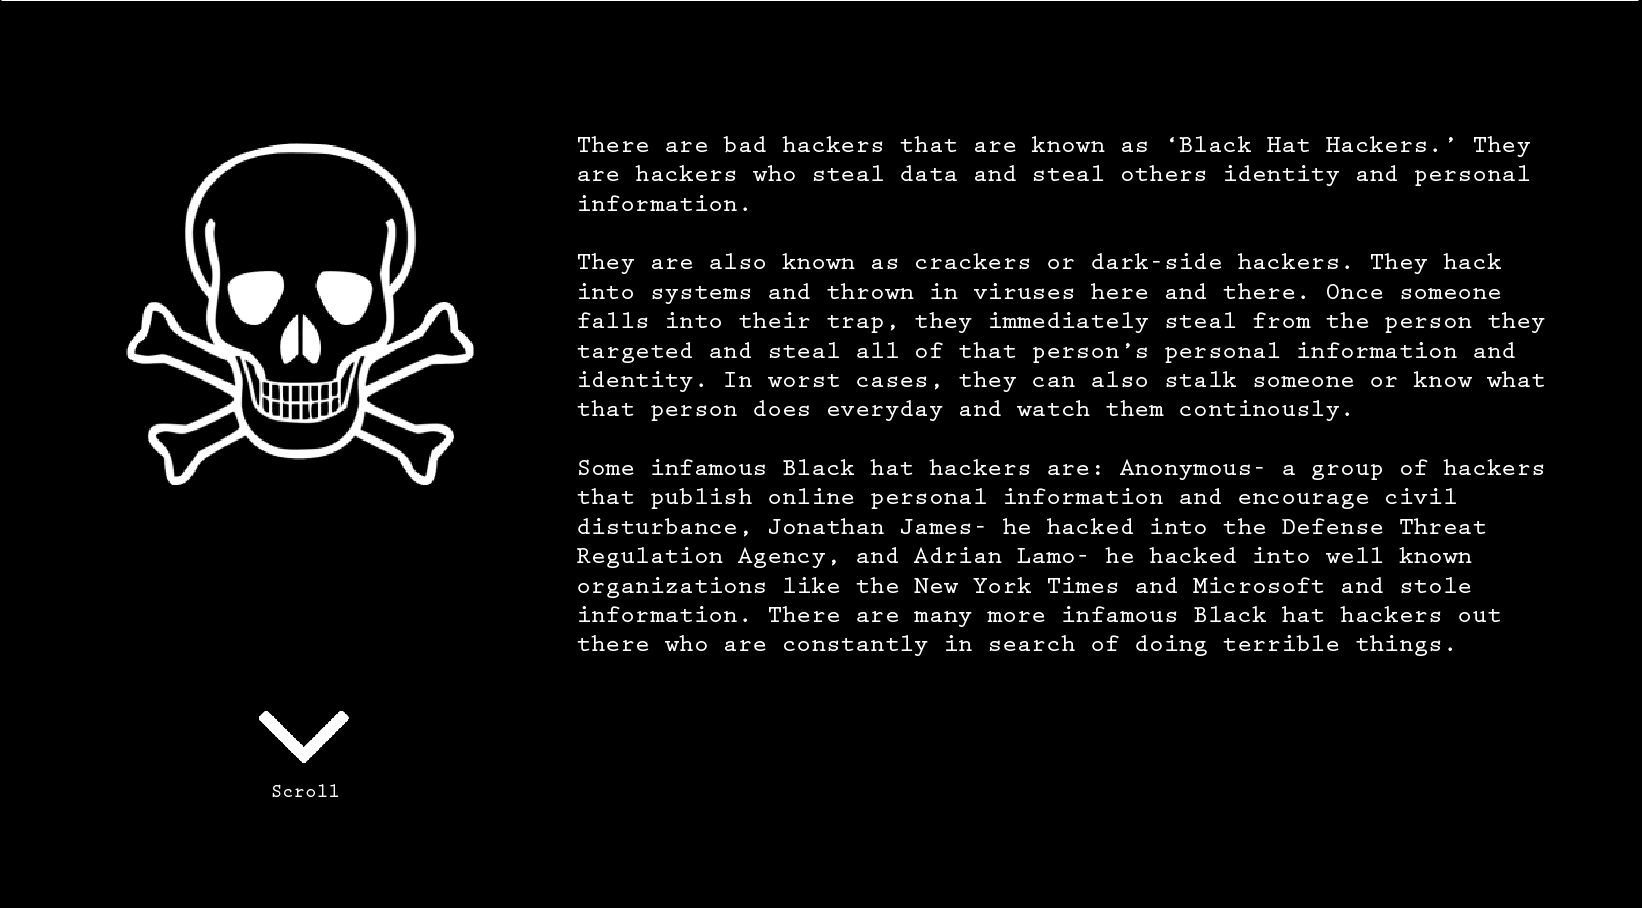 There are bad hackers that are known as ‘Black Hat Hackers.’ They
are hackers who steal data and steal others identity and personal
information.
They are also known as crackers or dark-side hackers. They hack
into systems and thrown in viruses here and there. Once someone
falls into their trap, they immediately steal from the person they
targeted and steal all of that person’s personal information and
identity. In worst cases, they can also stalk someone or know what
that person does everyday and watch them continously.
Some infamous Black hat hackers are: Anonymous- a group of hackers
that publish online personal information and encourage civil
disturbance, Jonathan James- he hacked into the Defense Threat
Regulation Agency, and Adrian Lamo- he hacked into well known
organizations like the New York Times and Microsoft and stole
information. There are many more infamous Black hat hackers out
there who are constantly in search of doing terrible things.
Scroll